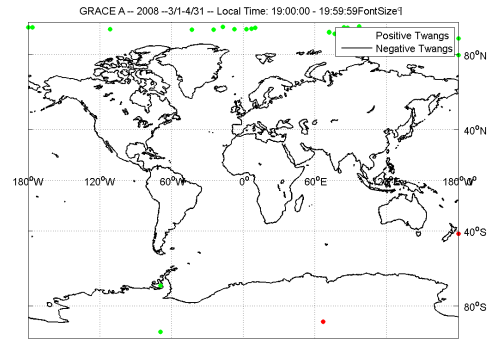 GRACE A -- 2008 --3/1-4/31 -- Local Time: 19:00:00 - 19:59:59FontSize
Positive Twangs
Negative Twangs
80°N
40°N
180°W 120°W 60°W 0° 60°E 120°E 180°W
40°S
80°S